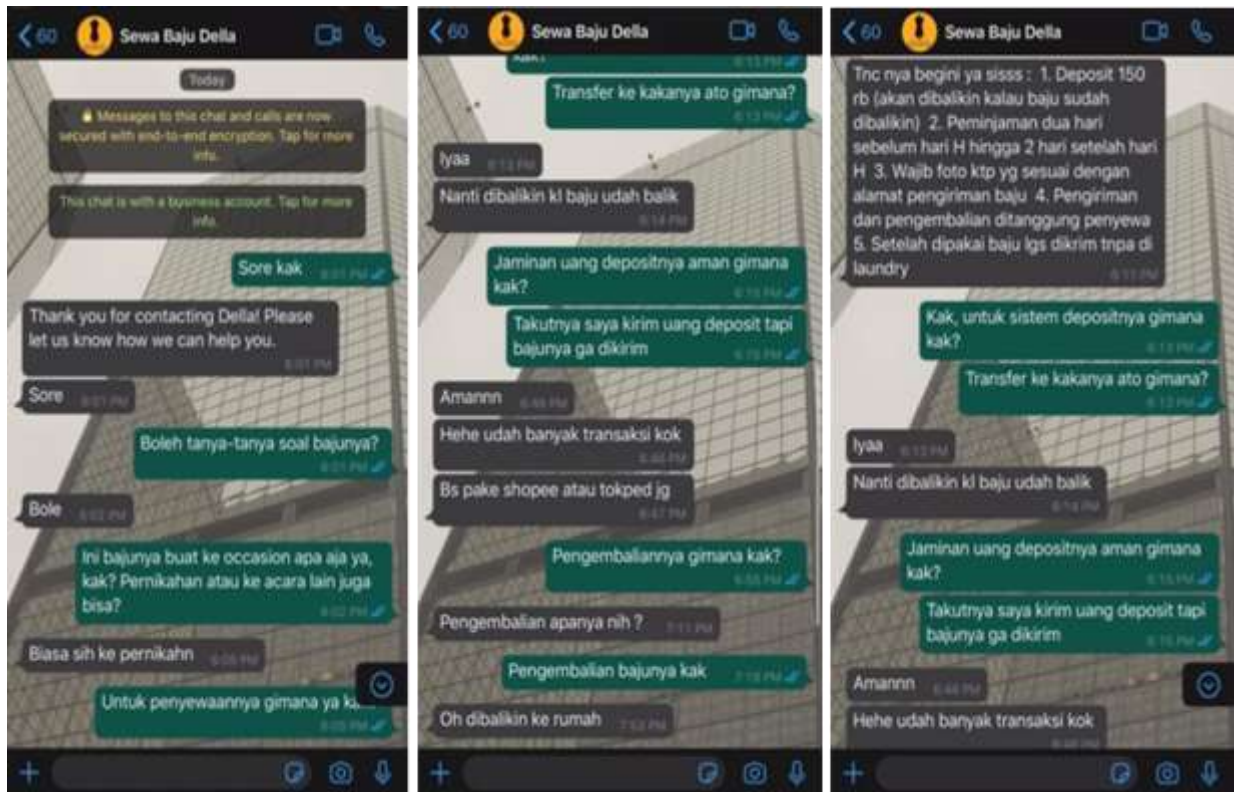 60 Sewa Baju Della
Today
Messages to this chat and calls are now
secured with end-to-end encryption. Tap for more
info.
This chat is with a business account. Tap for more
info.
Sore kak 6:01 PM
Thank you for contacting Della! Please
let us know how we can help you.
6:01 PM
Sore 6:01 PM
Boleh tanya-tanya soal bajunya?
6:01 PM
Bole 6:02 PM
Ini bajunya buat ke occasion apa aja ya,
kak? Pernikahan atau ke acara lain juga
bisa? 6:02 PM
Biasa sih ke pernikahn 6:05 PM
Untuk penyewaannya gimana ya
6:05 PM
60 Sewa Baju Della
6:13 PM
Transfer ke kakanya ato gimana?
6:13 PM
Iyaa 6:13 PM
Nanti dibalikin kl baju udah balik
6:14 PM
Jaminan uang depositnya aman gimana
kak? 6:15 PM
Takutnya saya kirim uang deposit tapi
bajunya ga dikirim 6:15 PM
Amannn 6:46 PM
Hehe udah banyak transaksi kok
6:46 PM
Bs pake shopee atau tokped jg
6:47 PM
Pengembaliannya gimana kak?
6:55 PM
Pengembalian apanya nih ? 7:11 PM
Pengembalian bajunya kak 7:18 PM
Oh dibalikin ke rumah 7:53 PM
60 Sewa Baju Della
Tnc nya begini ya sisss : 1. Deposit 150
rb (akan dibalikin kalau baju sudah
dibalikin) 2. Peminjaman dua hari
sebelum hari H hingga 2 hari setelah hari
H 3. Wajib foto ktp yg sesuai dengan
alamat pengiriman baju 4. Pengiriman
dan pengembalian ditanggung penyewa
5. Setelah dipakai baju lgs dikrim tnpa di
laundry 6:11 PM
Kak, untuk sistem depositnya gimana
kak? 6:13 PM
Transfer ke kakanya ato gimana?
6:13 PM
Iyaa 6:13 PM
Nanti dibalikin kl baju udah balik
6:14 PM
Jaminan uang depositnya aman gimana
kak? 6:15 PM
Takutnya saya kirim uang deposit tapi
bajunya ga dikirim 6:15 PM
Amannn 6:46 PM
Hehe udah banyak transaksi kok